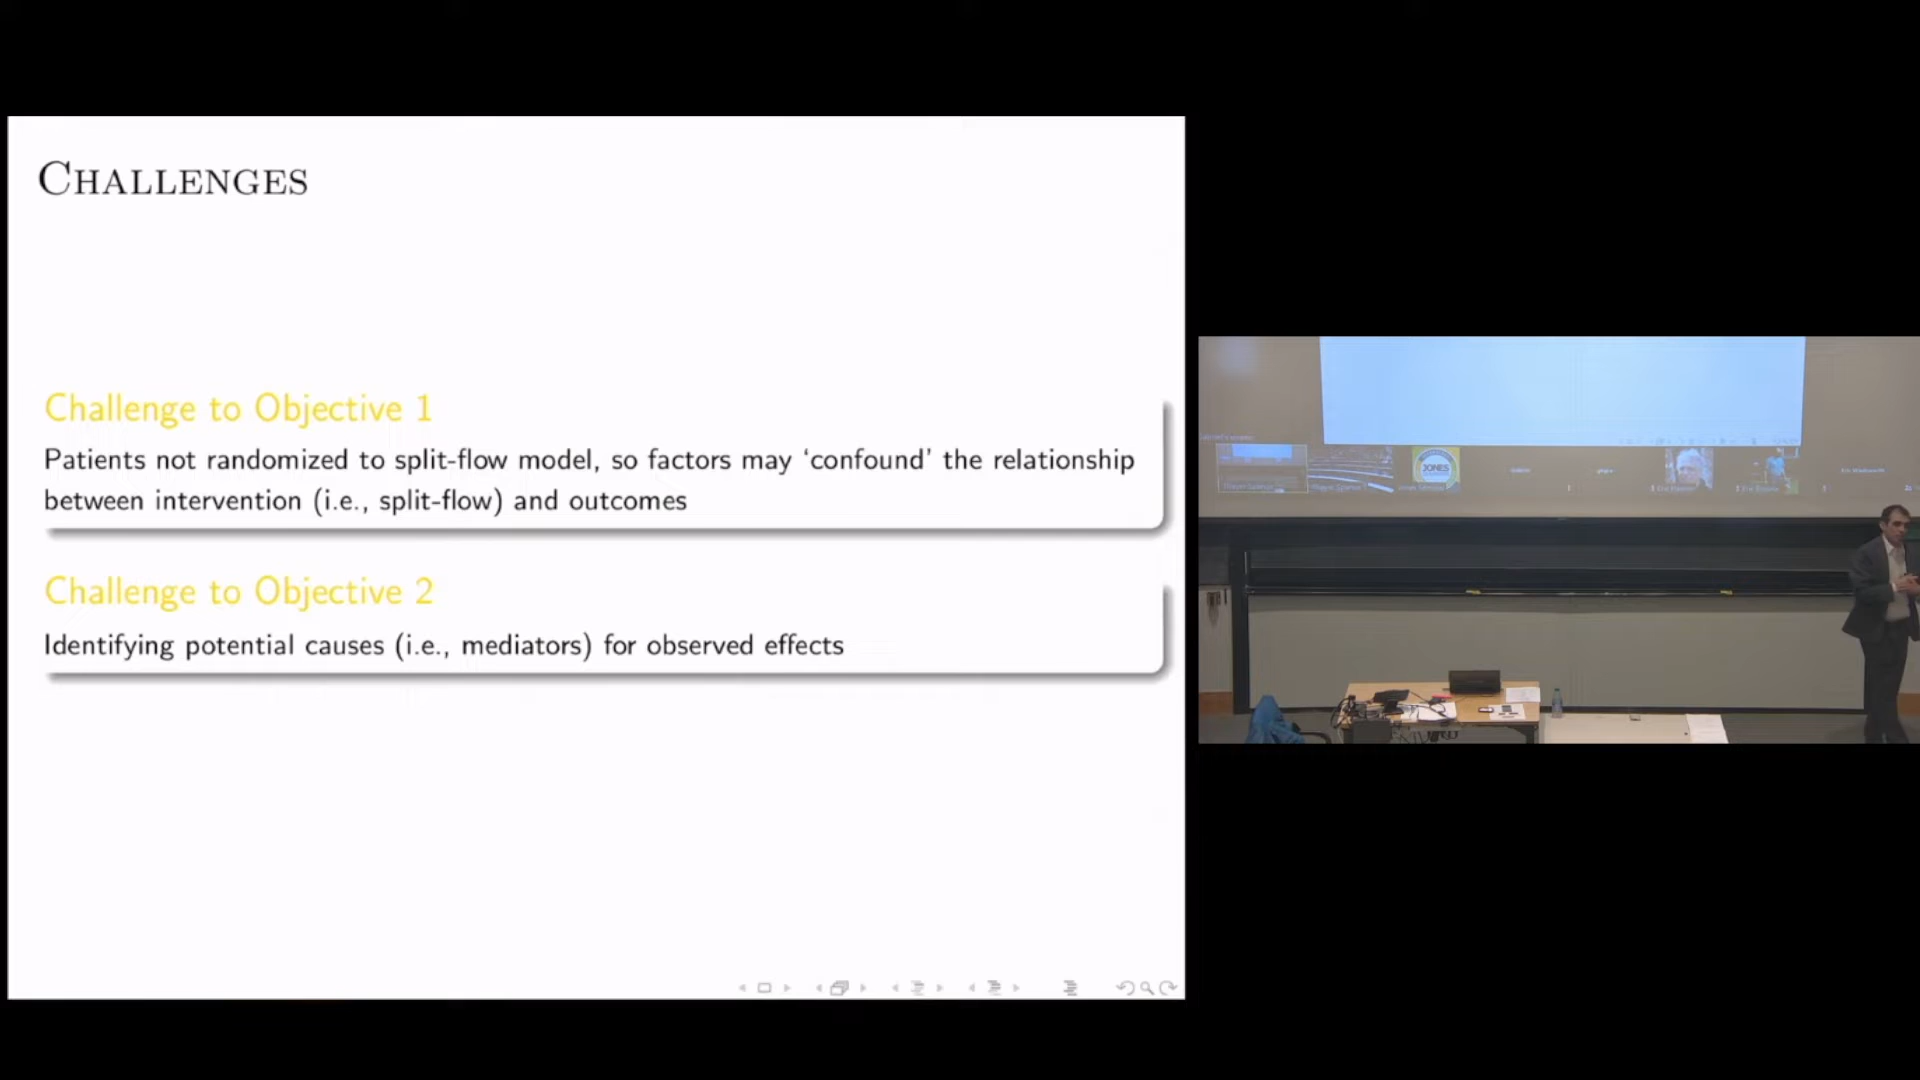 CHALLENGES
Challenge to Objective 1
Patients not randomized to split-flow model, so factors may ‘confound’ the relationship
between intervention (i.e., split-flow) and outcomes
Challenge to Objective 2
Identifying potential causes (i.e., mediators) for observed effects
JONES